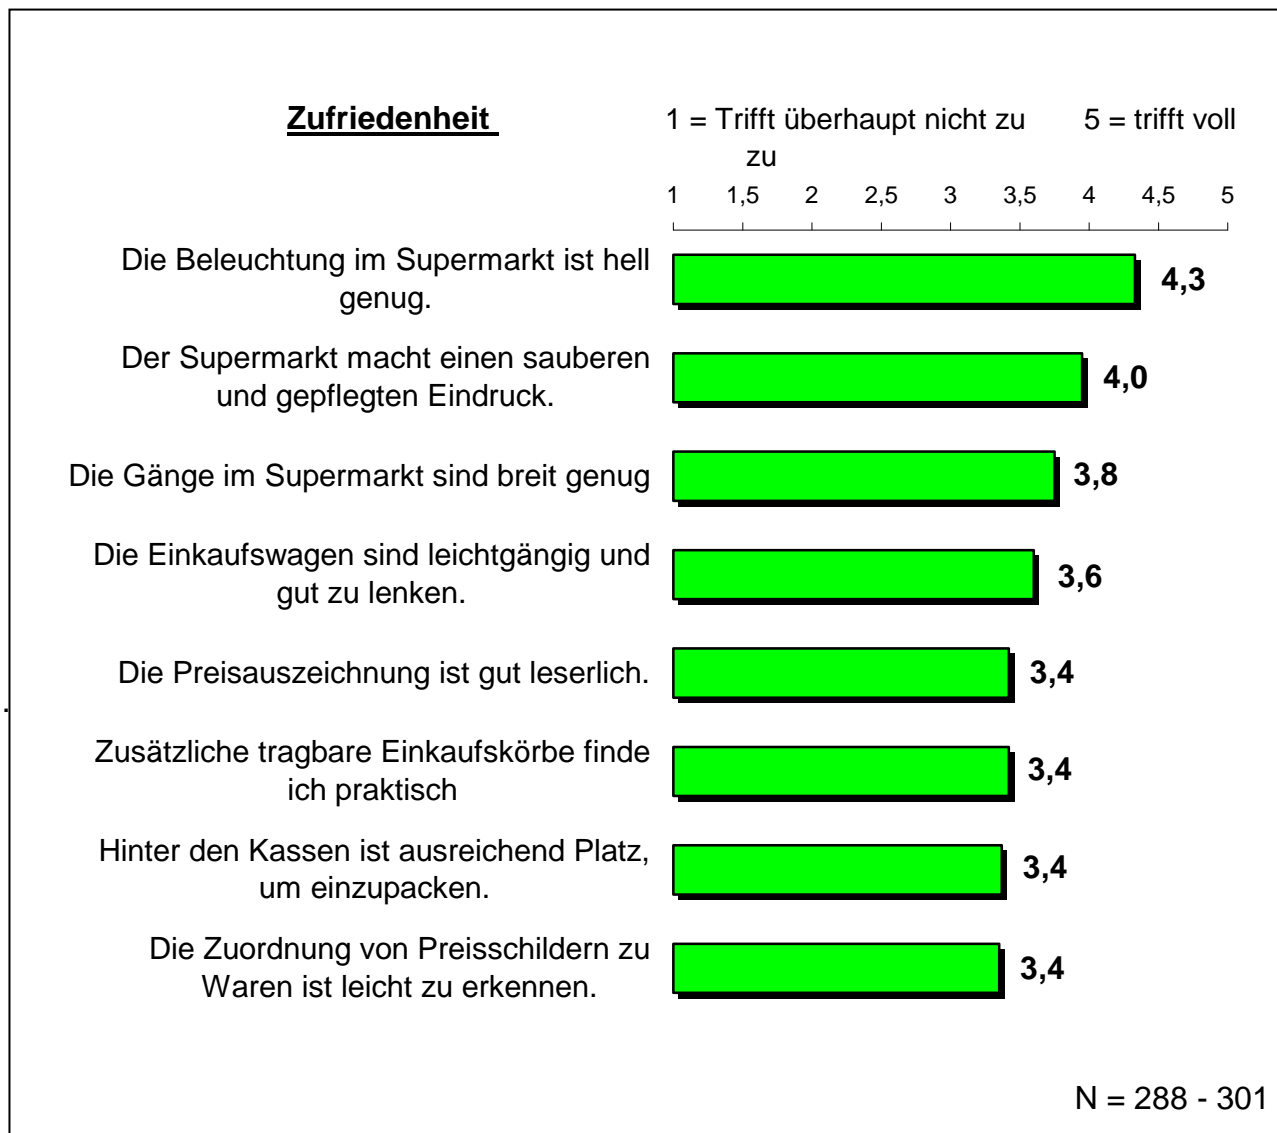 Zufriedenheit
1 = Trifft überhaupt nicht zu 5 = trifft voll
zu
1 1,5 2 2,5 3 3,5 4 4,5 5
Die Beleuchtung im Supermarkt ist hell
genug.
4,3
Der Supermarkt macht einen sauberen
und gepflegten Eindruck.
4,0
Die Gänge im Supermarkt sind breit genug
3,8
Die Einkaufswagen sind leichtgängig und
gut zu lenken.
3,6
Die Preisauszeichnung ist gut leserlich.
3,4
Zusätzliche tragbare Einkaufskörbe finde
ich praktisch
3,4
Hinter den Kassen ist ausreichend Platz,
um einzupacken.
3,4
Die Zuordnung von Preisschildern zu
Waren ist leicht zu erkennen.
3,4
N = 288 - 301